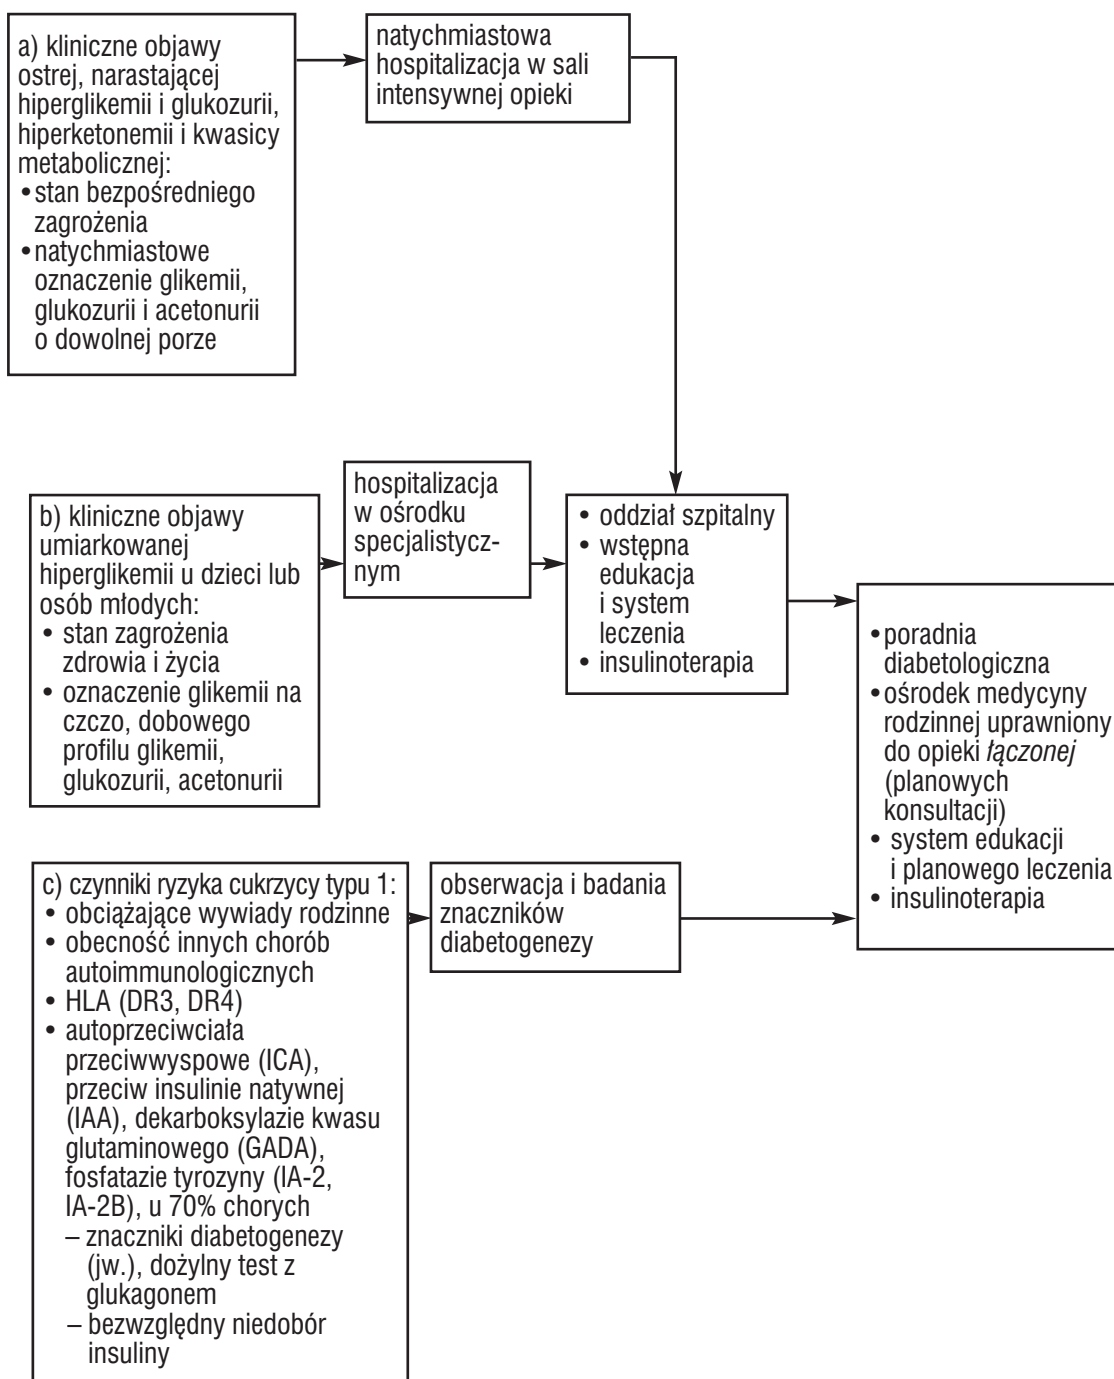 a) kliniczne objawy
ostrej, narastającej
hiperglikemii i glukozurii,
hiperketonemii i kwasicy
metabolicznej:
• stan bezpośredniego
zagrożenia
• natychmiastowe
oznaczenie glikemii,
glukozurii i acetonurii
o dowolnej porze
natychmiastowa
hospitalizacja w sali
intensywnej opieki
b) kliniczne objawy
umiarkowanej
hiperglikemii u dzieci lub
osób młodych:
• stan zagrożenia
zdrowia i życia
• oznaczenie glikemii na
czczo, dobowego
profilu glikemii,
glukozurii, acetonurii
hospitalizacja
w ośrodku
specjalistycz-
nym
• oddział szpitalny
• wstępna
edukacja
i system
leczenia
• insulinoterapia
• poradnia
diabetologiczna
• ośrodek medycyny
rodzinnej uprawniony
do opieki łączonej
(planowych
konsultacji)
• system edukacji
i planowego leczenia
• insulinoterapia
c) czynniki ryzyka cukrzycy typu 1:
• obciążające wywiady rodzinne
• obecność innych chorób
autoimmunologicznych
• HLA (DR3, DR4)
• autoprzeciwciała
przeciwwyspowe (ICA),
przeciw insulinie natywnej
(IAA), dekarboksylazie kwasu
glutaminowego (GADA),
fosfatazie tyrozyny (IA-2,
IA-2B), u 70% chorych
– znaczniki diabetogenezy
(jw.), dożylny test z
glukagonem
– bezwzględny niedobór
insuliny
obserwacja i badania
znaczników
diabetogenezy